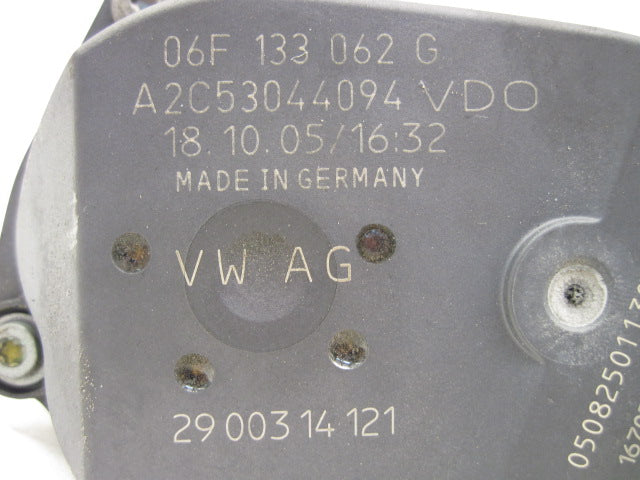 06F 133 062 G
A2C53044094 VDO
18.10.05/16:32
MADE IN GERMANY
VW AG
29 003 14 121